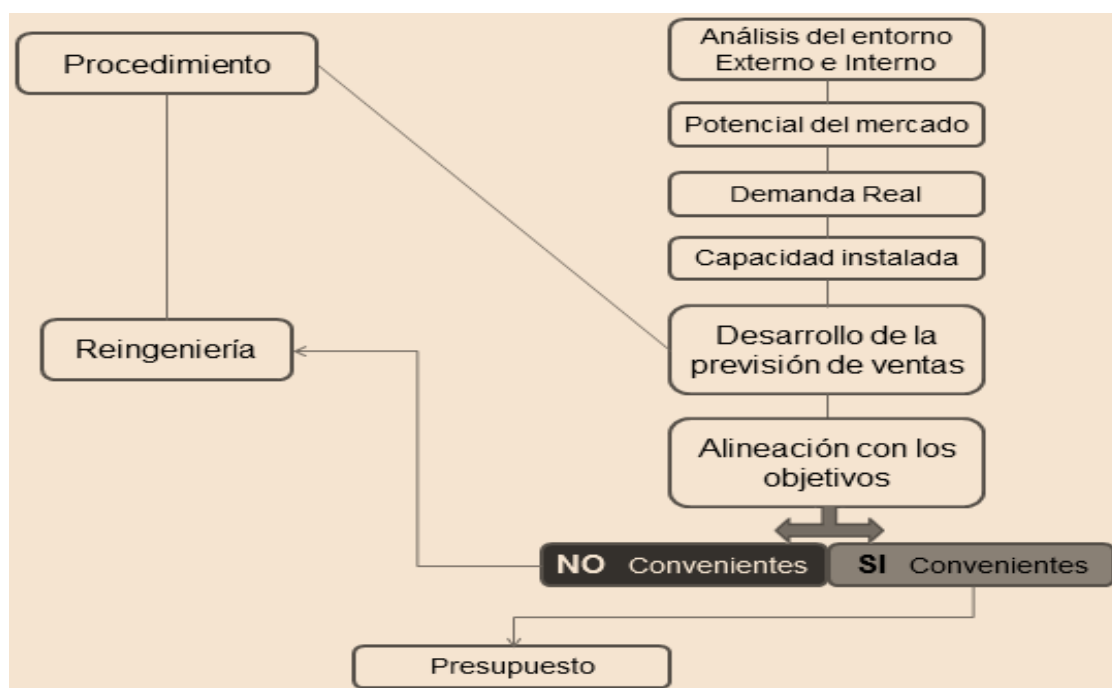 Procedimiento
Análisis del entorno
Externo e Interno
Potencial del mercado
Demanda Real
Capacidad instalada
Reingeniería
Desarrollo de la
previsión de ventas
Alineación con los
objetivos
NO Convenientes
SI Convenientes
Presupuesto